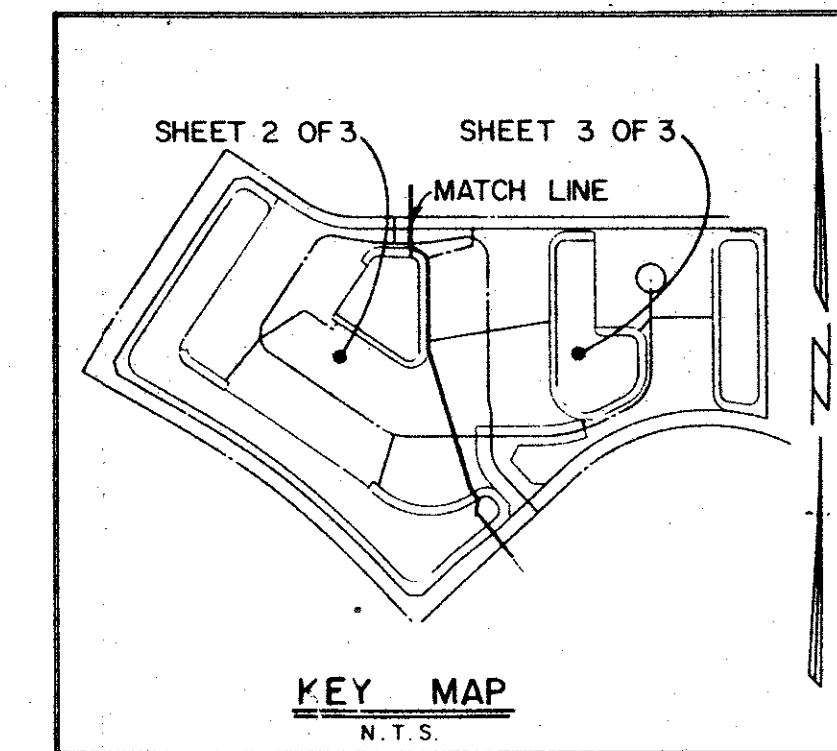 SHEET 2 OF 3 SHEET 3 OF 3
MATCH LINE
N
KEY MAP
N.T.S.